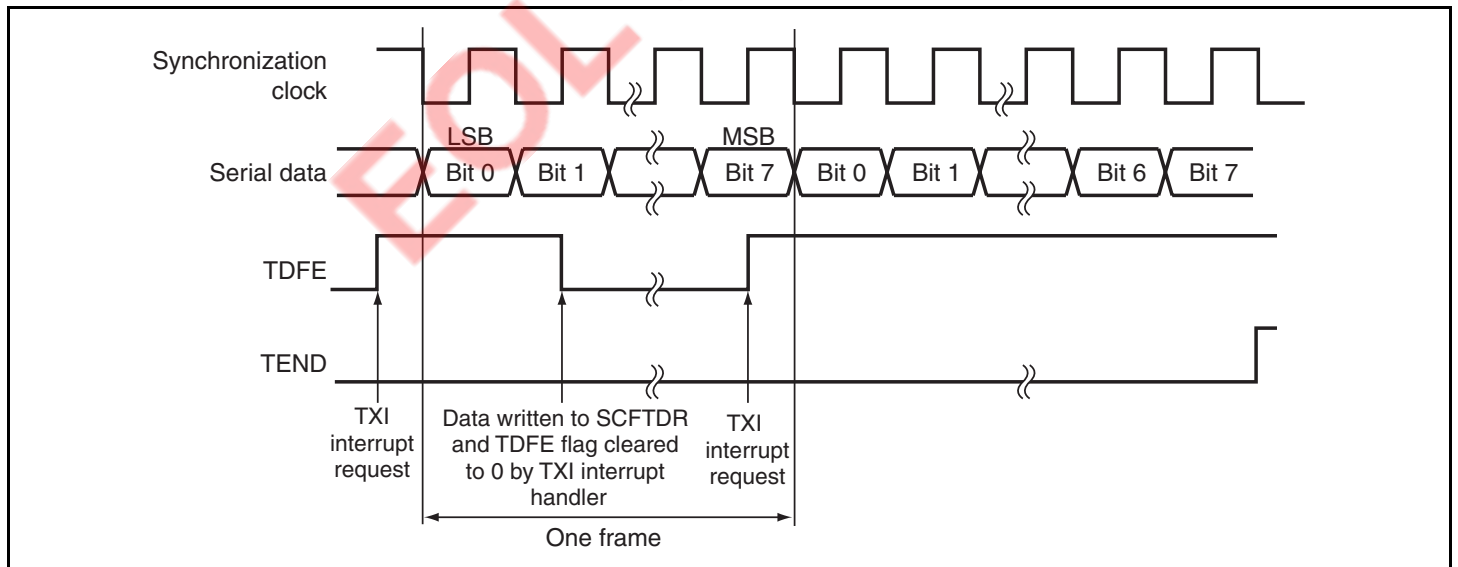 EOL
Synchronization
clock
LSB
MSB
Serial data
Bit 0
Bit 1
Bit 7
Bit 0
Bit 1
Bit 6
Bit 7
TDFE
TEND
TXI
interrupt
request
Data written to SCFTDR
and TDFE flag cleared
to 0 by TXI interrupt
handler
TXI
interrupt
request
One frame